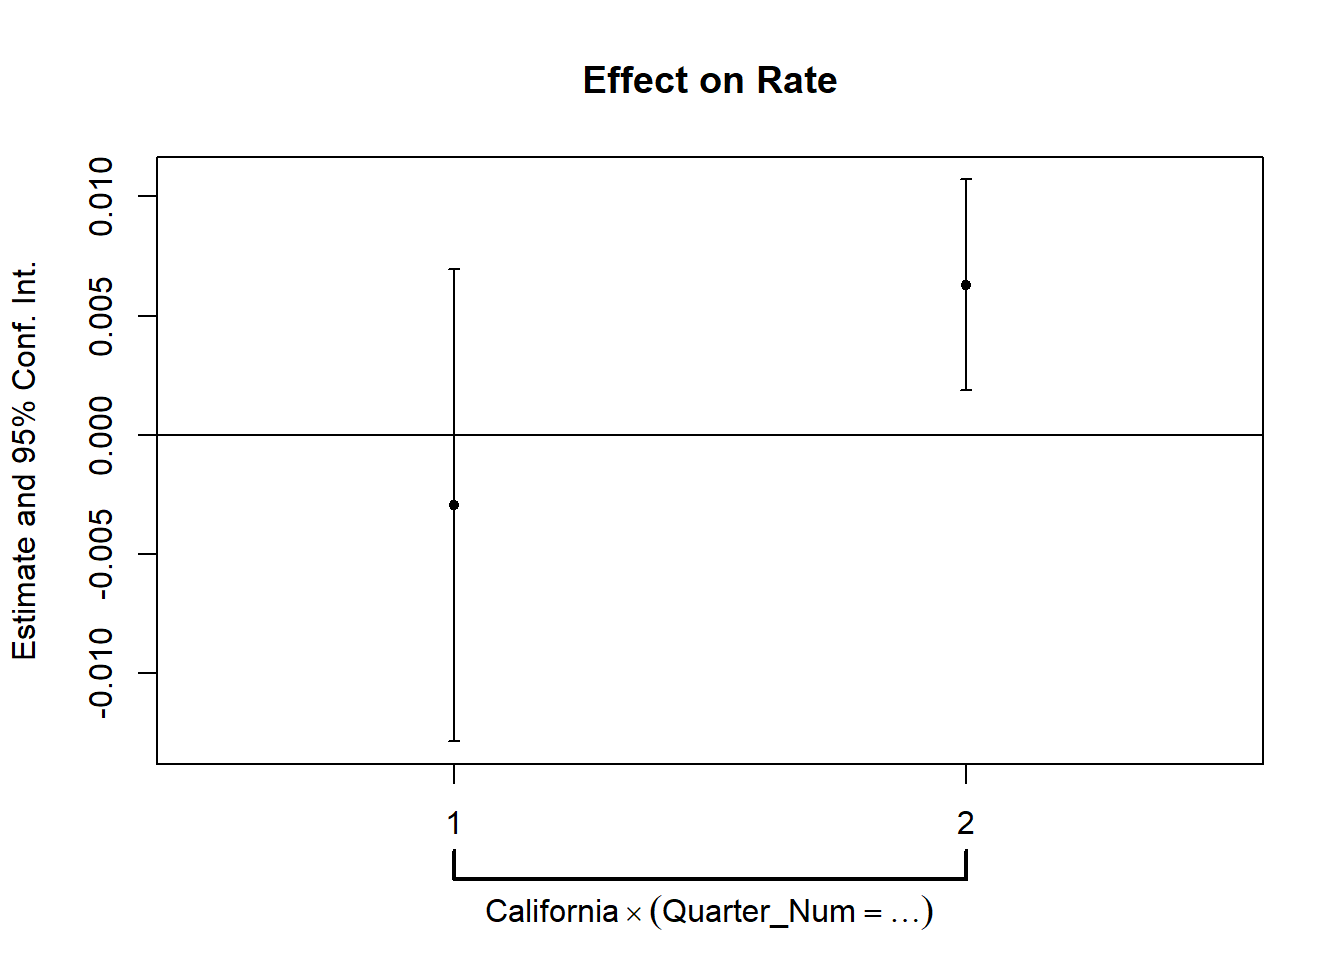 Effect on Rate
Estimate and 95% Conf. Int.
0.010
0.005
0.000
-0.005
-0.010
1
2
California × (Quarter_Num = …)